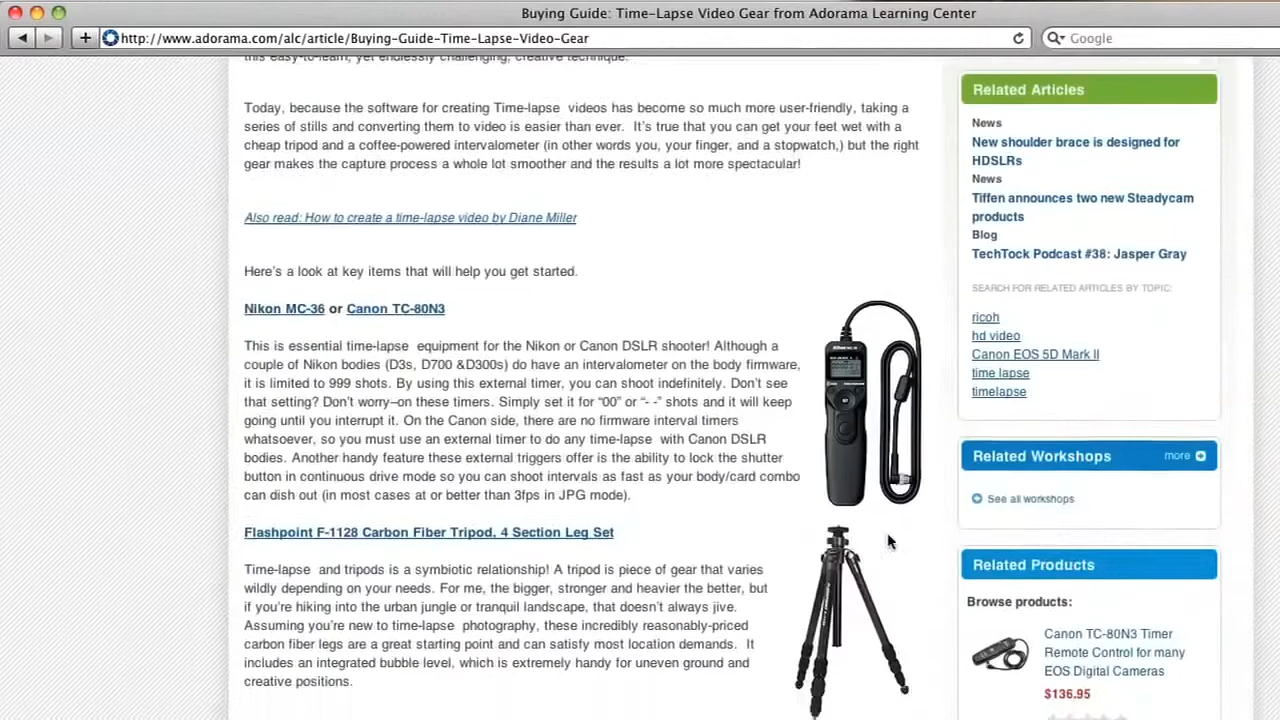 Buying Guide: Time-Lapse Video Gear from Adorama Learning Center
http://www.adorama.com/alc/article/Buying-Guide-Time-Lapse-Video-Gear
Google
this easy-to-learn, yet endlessly challenging, creative technique.
Today, because the software for creating Time-lapse videos has become so much more user-friendly, taking a
series of stills and converting them to video is easier than ever. It's true that you can get your feet wet with a
cheap tripod and a coffee-powered intervalometer (in other words you, your finger, and a stopwatch,) but the right
gear makes the capture process a whole lot smoother and the results a lot more spectacular!
Also read: How to create a time-lapse video by Diane Miller
Here's a look at key items that will help you get started.
Nikon MC-36 or Canon TC-80N3
This is essential time-lapse equipment for the Nikon or Canon DSLR shooter! Although a
couple of Nikon bodies (D3s, D700 &D300s) do have an intervalometer on the body firmware,
it is limited to 999 shots. By using this external timer, you can shoot indefinitely. Don't see
that setting? Don't worry–on these timers. Simply set it for “00” or “- -” shots and it will keep
going until you interrupt it. On the Canon side, there are no firmware interval timers
whatsoever, so you must use an external timer to do any time-lapse with Canon DSLR
bodies. Another handy feature these external triggers offer is the ability to lock the shutter
button in continuous drive mode so you can shoot intervals as fast as your body/card combo
can dish out (in most cases at or better than 3fps in JPG mode).
Flashpoint F-1128 Carbon Fiber Tripod, 4 Section Leg Set
Time-lapse and tripods is a symbiotic relationship! A tripod is piece of gear that varies
wildly depending on your needs. For me, the bigger, stronger and heavier the better, but
if you're hiking into the urban jungle or tranquil landscape, that doesn't always jive.
Assuming you're new to time-lapse photography, these incredibly reasonably-priced
carbon fiber legs are a great starting point and can satisfy most location demands. It
includes an integrated bubble level, which is extremely handy for uneven ground and
creative positions.
Related Articles
News
New shoulder brace is designed for
HDSLRs
News
Tiffen announces two new Steadycam
products
Blog
TechTock Podcast #38: Jasper Gray
SEARCH FOR RELATED ARTICLES BY TOPIC:
ricoh
hd video
Canon EOS 5D Mark II
time lapse
timelapse
Related Workshops
more
See all workshops
Related Products
Browse products:
Canon TC-80N3 Timer
Remote Control for many
EOS Digital Cameras
$136.95